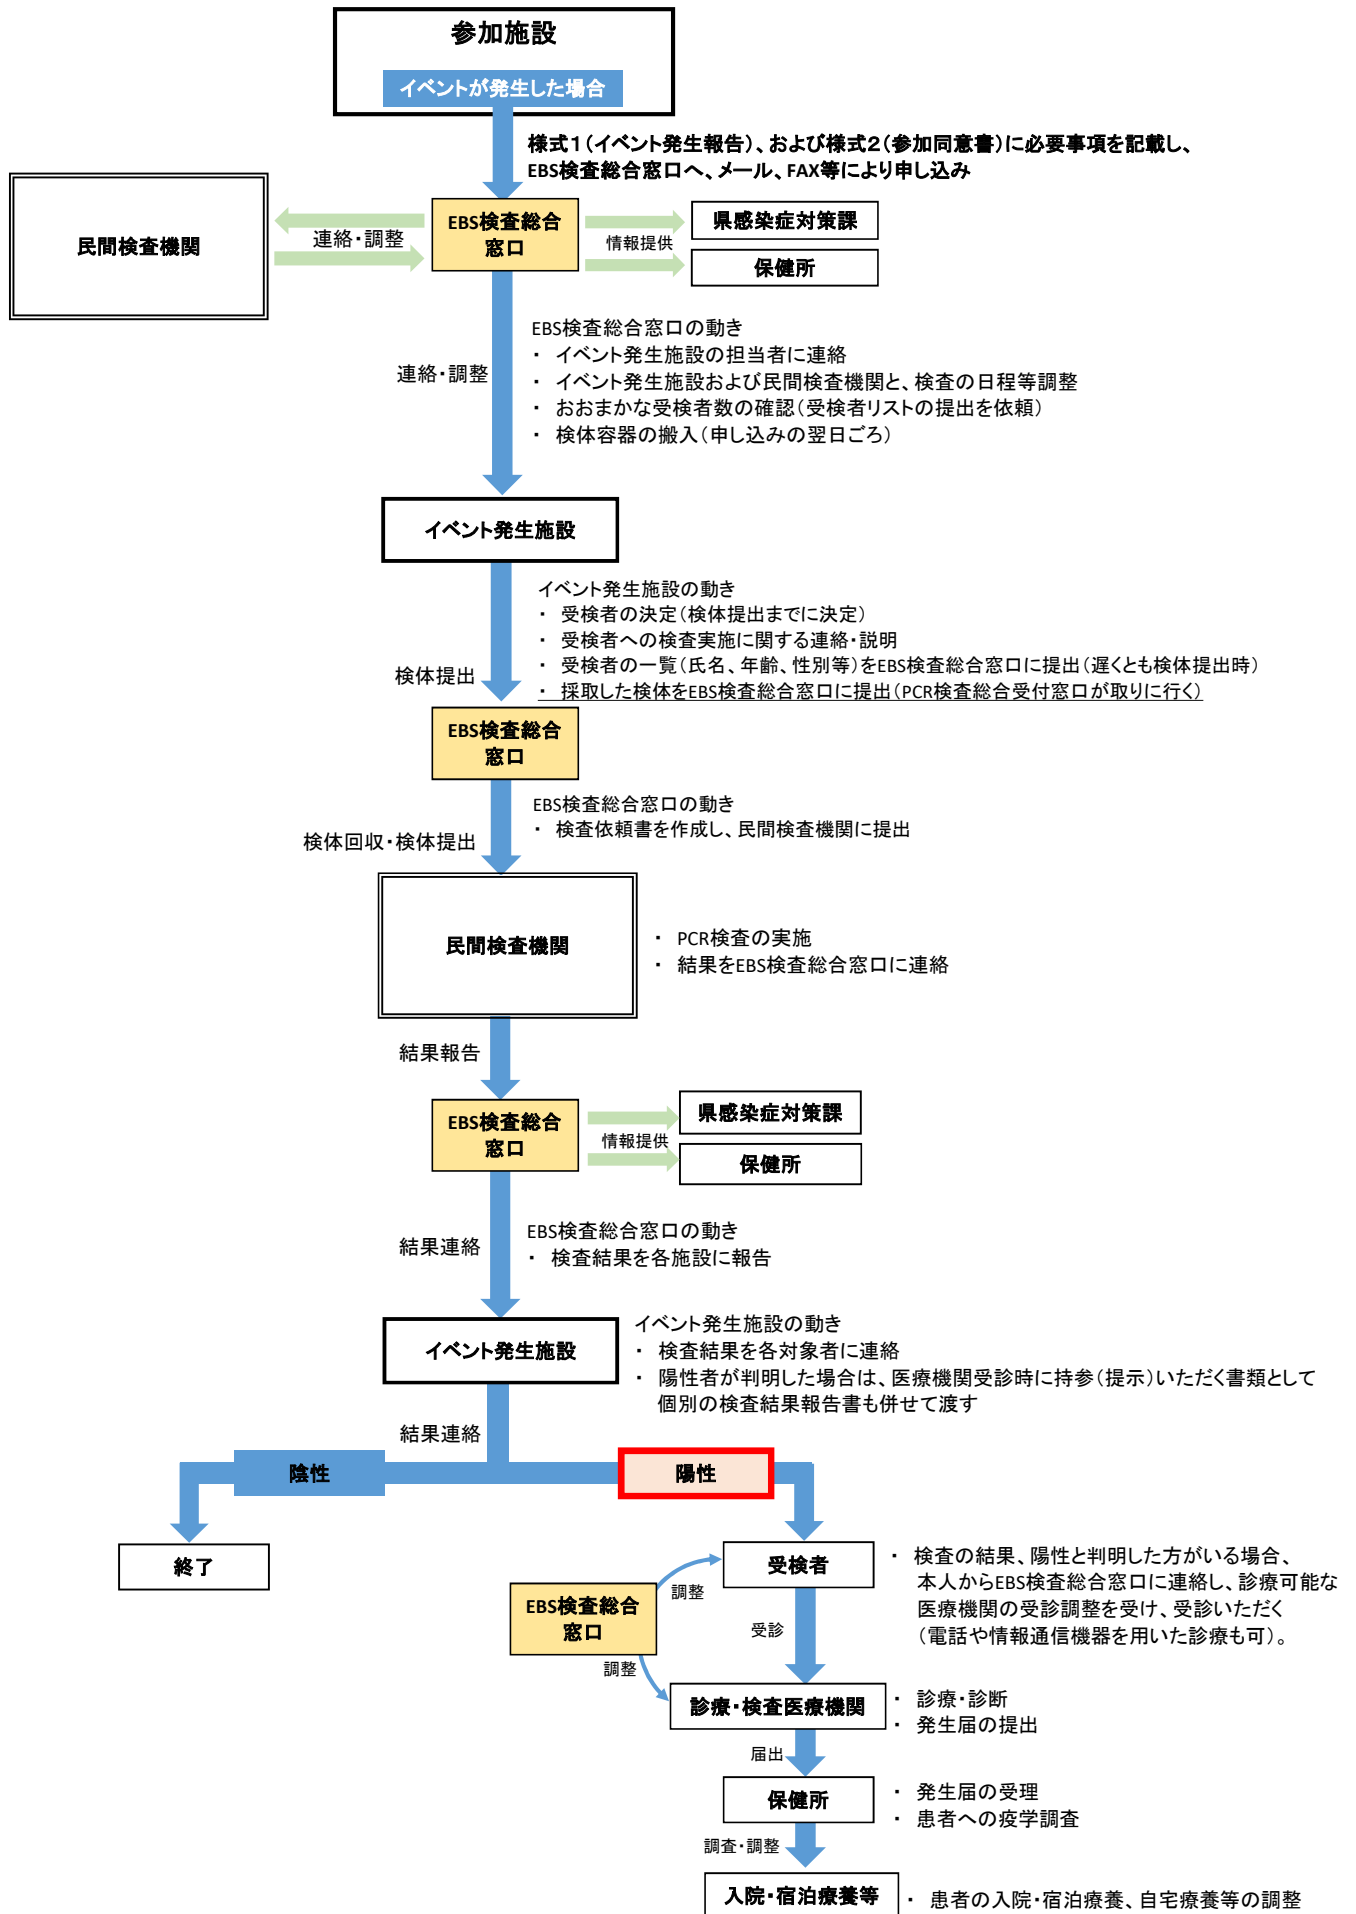 参加施設
イベントが発生した場合
様式１（イベント発生報告）、および様式２（参加同意書）に必要事項を記載し、
EBS検査総合窓口へ、メール、FAX等により申し込み
民間検査機関
連絡・調整
EBS検査総合
窓口
情報提供
県感染症対策課
保健所
連絡・調整
EBS検査総合窓口の動き
・ イベント発生施設の担当者に連絡
・ イベント発生施設および民間検査機関と、検査の日程等調整
・ おおまかな受検者数の確認（受検者リストの提出を依頼）
・ 検体容器の搬入（申し込みの翌日ごろ）
イベント発生施設
検体提出
イベント発生施設の動き
・ 受検者の決定（検体提出までに決定）
・ 受検者への検査実施に関する連絡・説明
・ 受検者の一覧（氏名、年齢、性別等）をEBS検査総合窓口に提出（遅くとも検体提出時）
・ 採取した検体をEBS検査総合窓口に提出（PCR検査総合受付窓口が取りに行く）
EBS検査総合
窓口
検体回収・検体提出
EBS検査総合窓口の動き
・ 検査依頼書を作成し、民間検査機関に提出
民間検査機関
・ PCR検査の実施
・ 結果をEBS検査総合窓口に連絡
結果報告
EBS検査総合
窓口
情報提供
県感染症対策課
保健所
結果連絡
EBS検査総合窓口の動き
・ 検査結果を各施設に報告
イベント発生施設
イベント発生施設の動き
・ 検査結果を各対象者に連絡
・ 陽性者が判明した場合は、医療機関受診時に持参（提示）いただく書類として
個別の検査結果報告書も併せて渡す
結果連絡
陰性
陽性
終了
受検者
・ 検査の結果、陽性と判明した方がいる場合、
本人からEBS検査総合窓口に連絡し、診療可能な
医療機関の受診調整を受け、受診いただく
（電話や情報通信機器を用いた診療も可）。
EBS検査総合
窓口
調整
調整
受診
診療・検査医療機関
・ 診療・診断
・ 発生届の提出
届出
保健所
・ 発生届の受理
・ 患者への疫学調査
調査・調整
入院・宿泊療養等
・ 患者の入院・宿泊療養、自宅療養等の調整